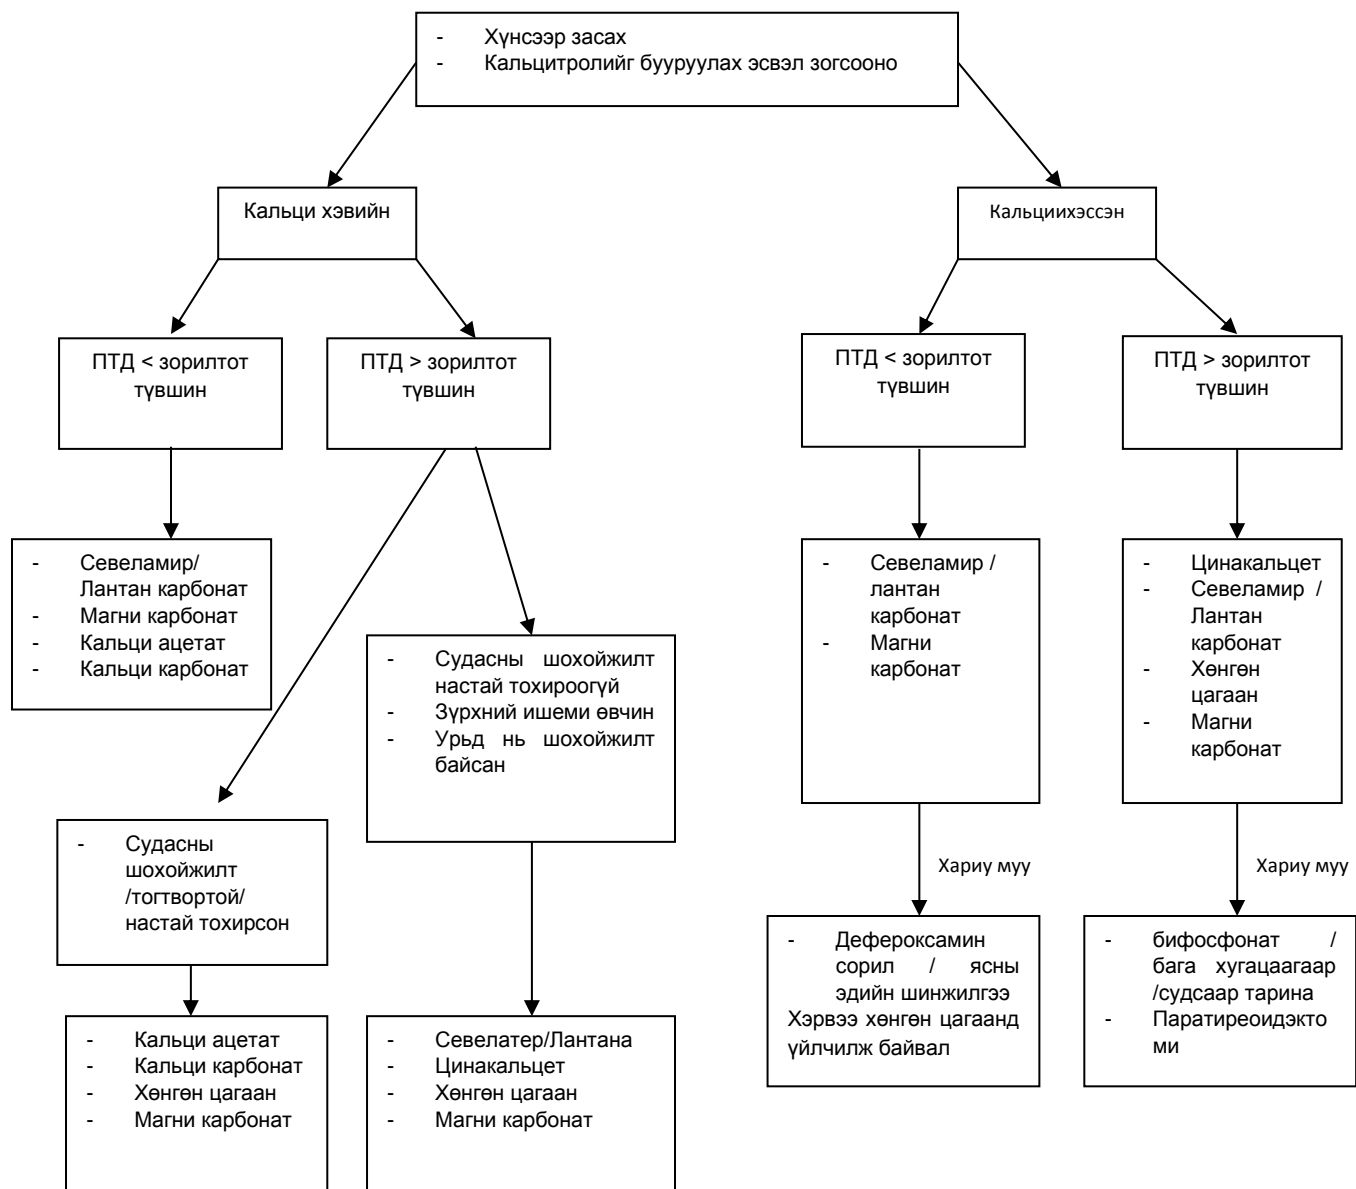 - Хүнсээр засах
- Кальцитролийг бууруулах эсвэл зогсооно
Кальци хэвийн
Кальциихэссэн
ПТД < зорилтот
түвшин
ПТД > зорилтот
түвшин
ПТД < зорилтот
түвшин
ПТД > зорилтот
түвшин
- Севеламир/
Лантан карбонат
- Магни карбонат
- Кальци ацетат
- Кальци карбонат
- Судасны шохойжилт
настай тохироогүй
- Зүрхний ишеми өвчин
- Урьд нь шохойжилт
байсан
- Севеламир /
лантан
карбонат
- Магни
карбонат
- Цинакальцет
- Севеламир /
Лантан
карбонат
- Хөнгөн
цагаан
- Магни
карбонат
- Судасны
шохойжилт
/тогтвортой/
настай тохирсон
Хариу муу
Хариу муу
- Дефероксамин
сорил / ясны
эдийн шинжилгээ
Хэрвээ хөнгөн цагаанд
үйлчилж байвал
- бифосфонат /
бага хугацаагаар
/судсаар тарина
- Паратиреоидэкто
ми
- Кальци ацетат
- Кальци карбонат
- Хөнгөн цагаан
- Магни карбонат
- Севелатер/Лантана
- Цинакальцет
- Хөнгөн цагаан
- Магни карбонат